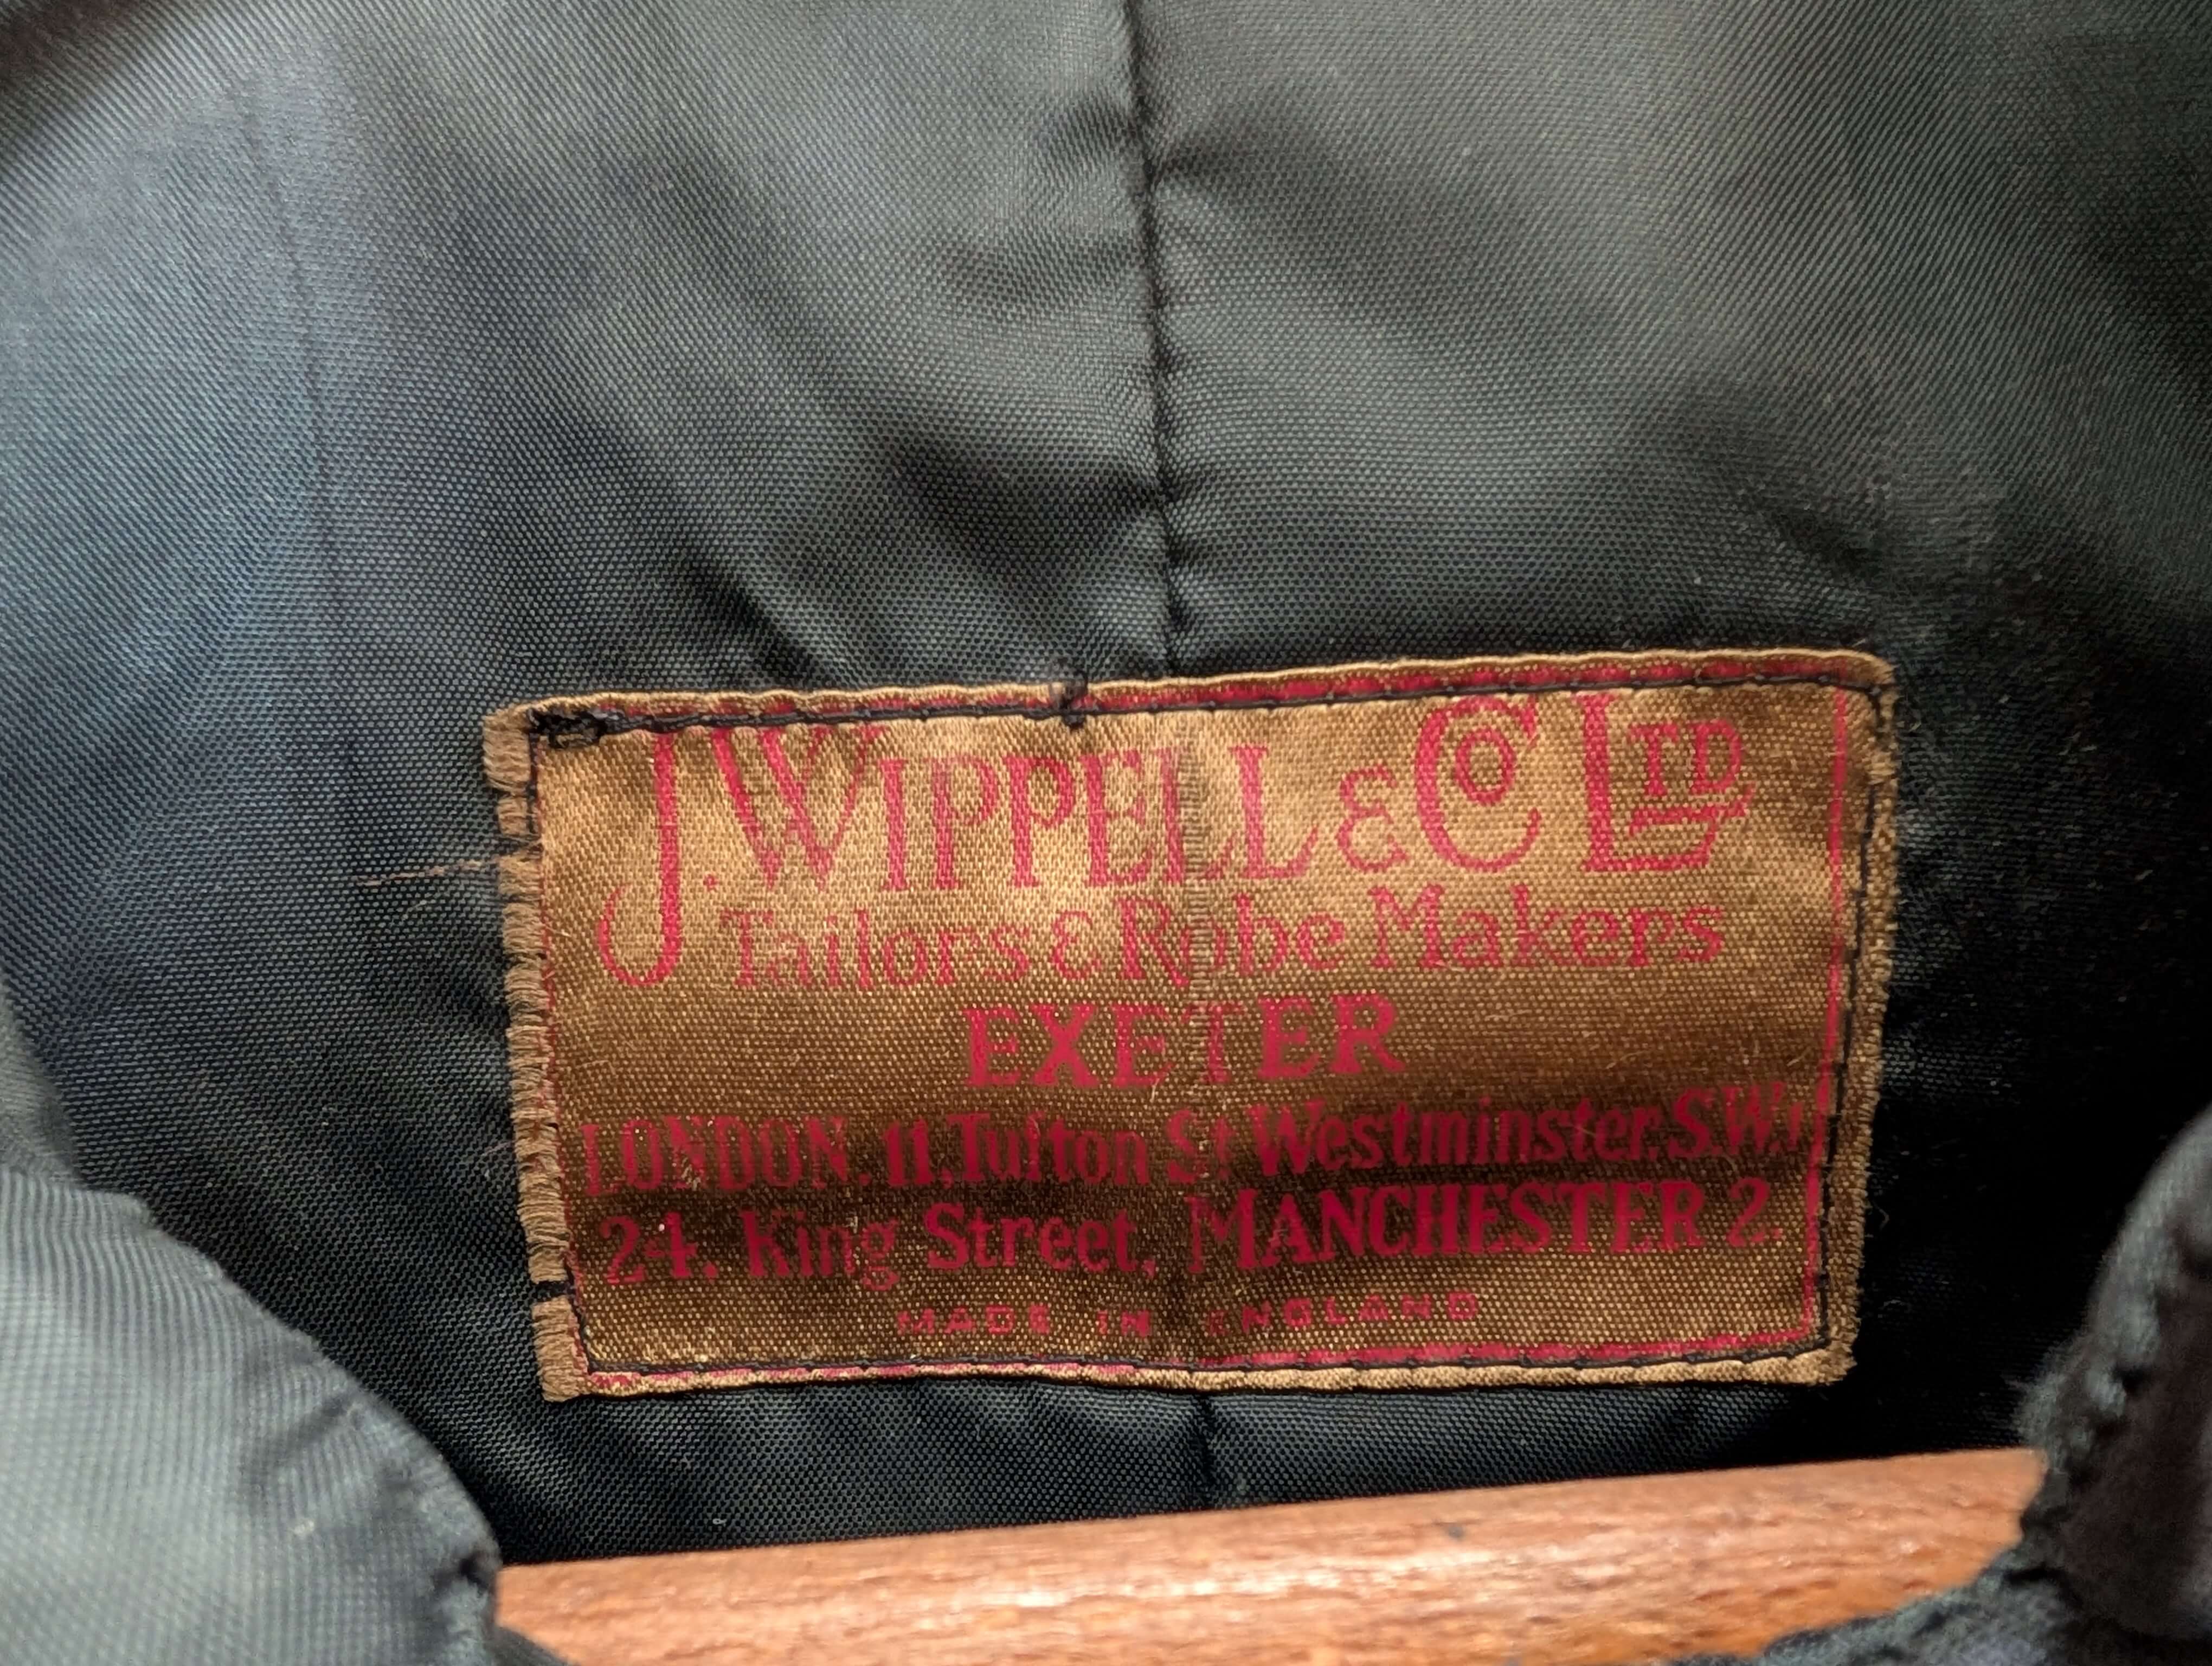 J. WIPPELL & CO LTD
Tailors & Robe Makers
EXETER
LONDON. 11, Tufton St Westminster. S.W.1
24. King Street, MANCHESTER 2.
MADE IN ENGLAND